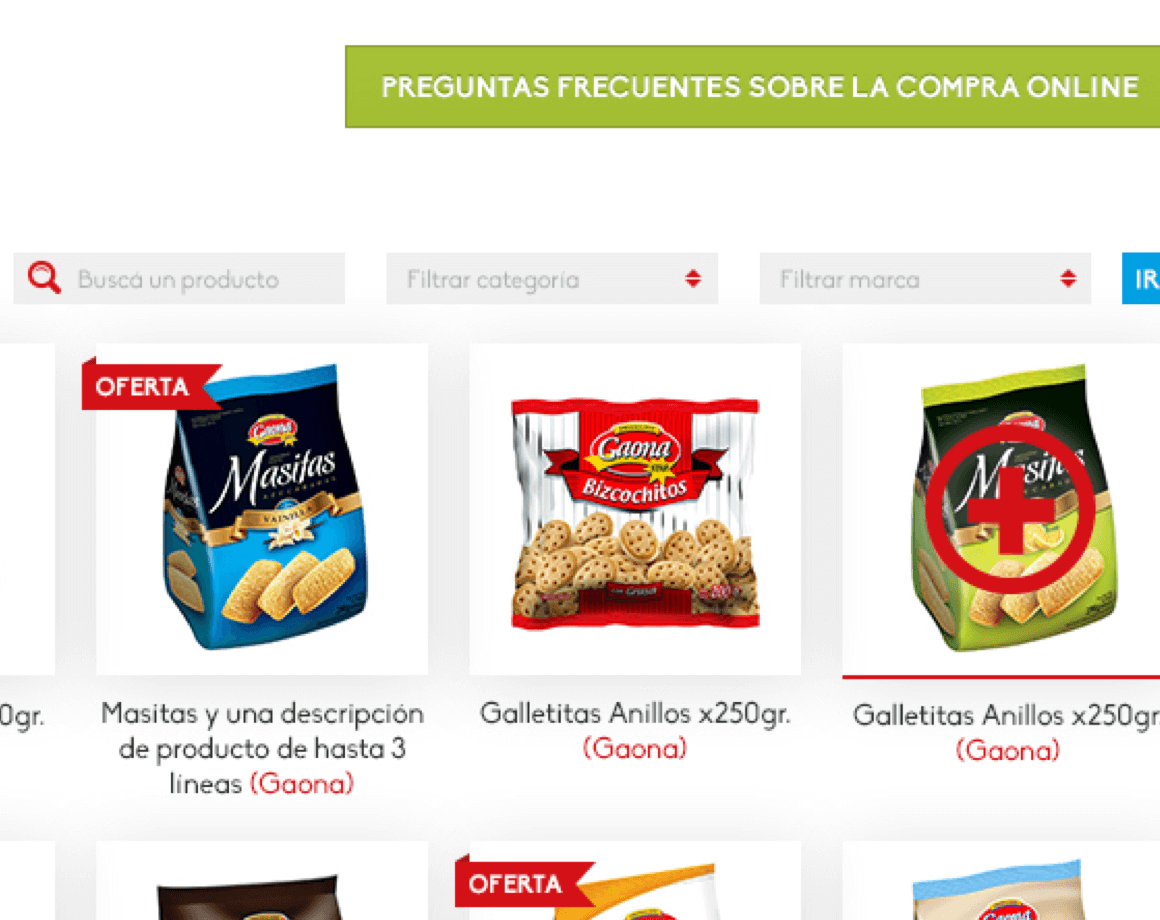 PREGUNTAS FRECUENTES SOBRE LA COMPRA ONLINE
Buscá un producto
Filtrar categoría
Filtrar marca
IR
OFERTA
Gaona
Masitas
VAINILLA
Gaona
Bizcochitos
Gaona
Masitas
0gr.
Masitas y una descripción
de producto de hasta 3
líneas (Gaona)
Galletitas Anillos x250gr.
(Gaona)
Galletitas Anillos x250gr.
(Gaona)
OFERTA
Gaona